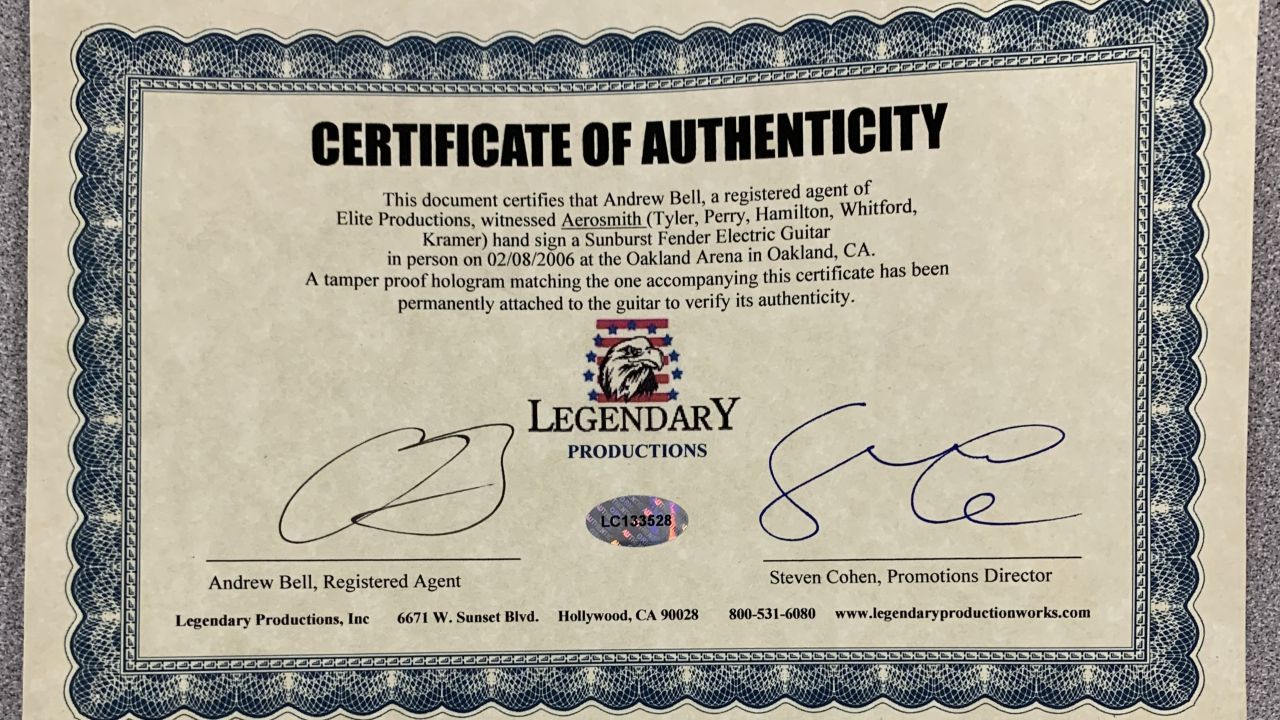 CERTIFICATE OF AUTHENTICITY
This document certifies that Andrew Bell, a registered agent of
Elite Productions, witnessed Aerosmith (Tyler, Perry, Hamilton, Whitford,
Kramer) hand sign a Sunburst Fender Electric Guitar
in person on 02/08/2006 at the Oakland Arena in Oakland, CA.
A tamper proof hologram matching the one accompanying this certificate has been
permanently attached to the guitar to verify its authenticity.
LEGENDARY
PRODUCTIONS
LC133528
Andrew Bell, Registered Agent
Steven Cohen, Promotions Director
Legendary Productions, Inc 6671 W. Sunset Blvd. Hollywood, CA 90028 800-531-6080 www.legendaryproductionworks.com